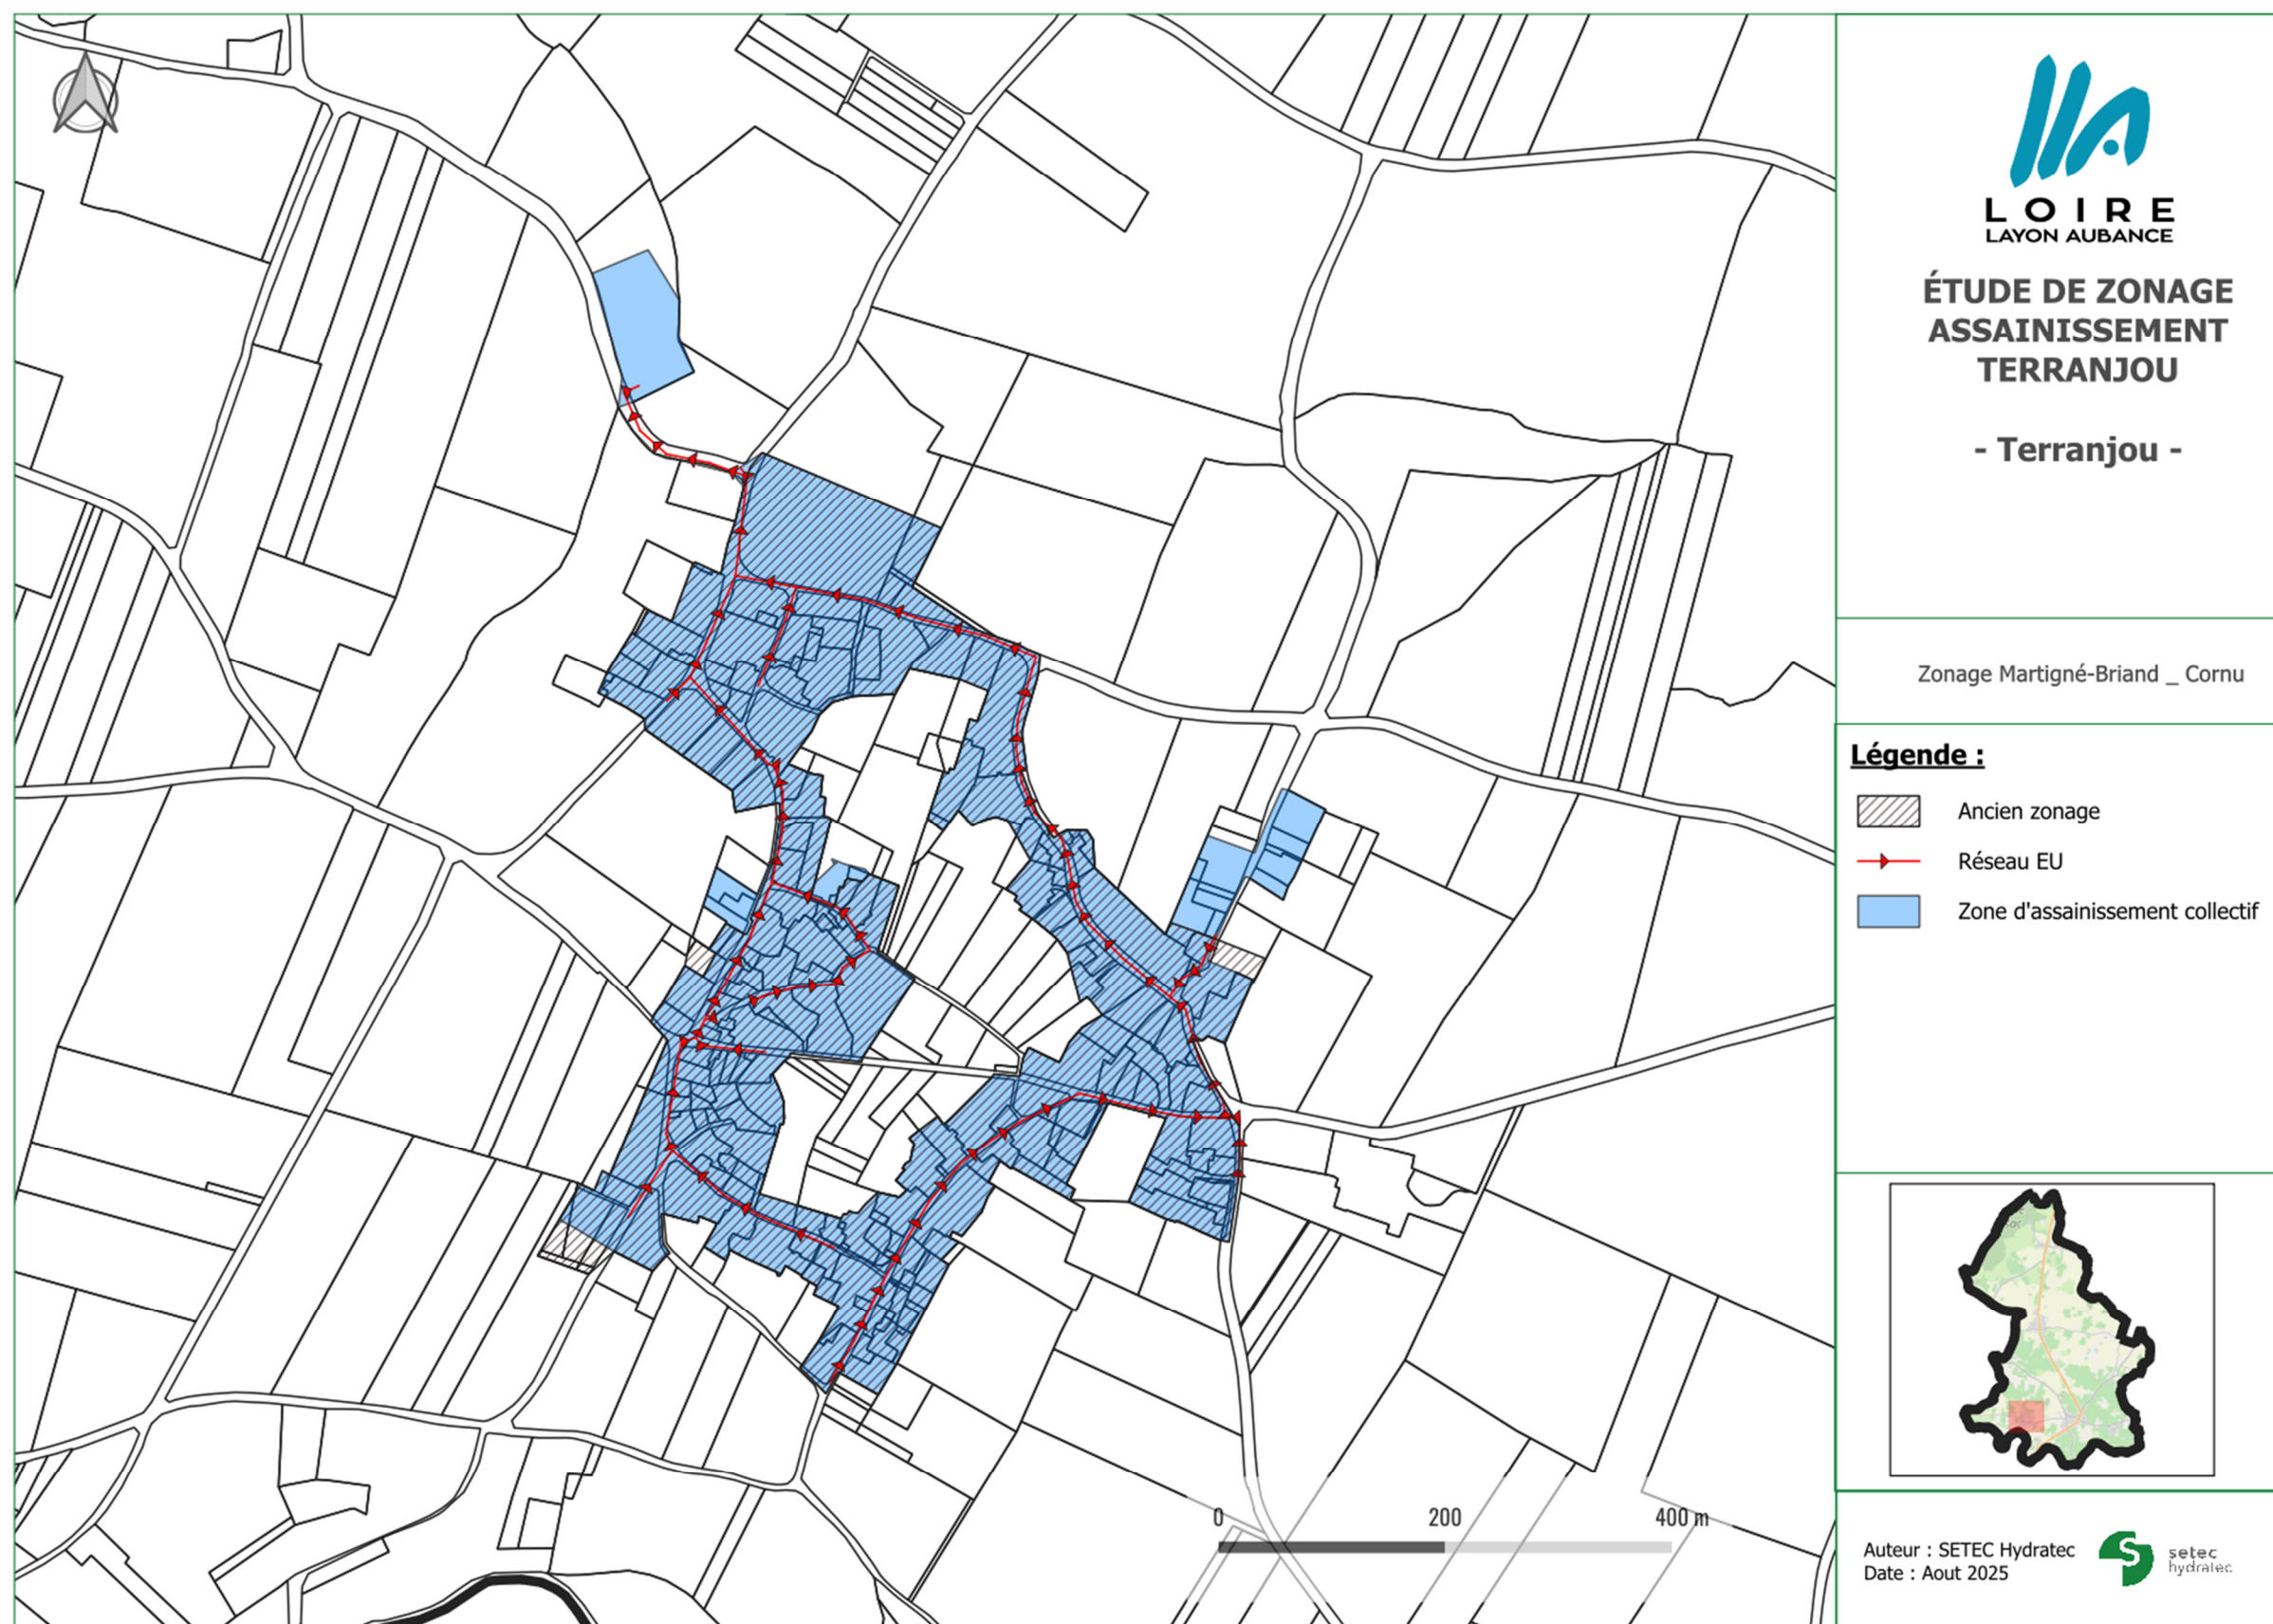 LOIRE
LAYON AUBANCE
ÉTUDE DE ZONAGE
ASSAINISSEMENT
TERRANJOU
- Terranjou -
Zonage Martigné-Briand _ Cornu
Légende :
Ancien zonage
Réseau EU
Zone d'assainissement collectif
0 200 400 m
Auteur : SETEC Hydratec
Date : Aout 2025
setec
hydratec